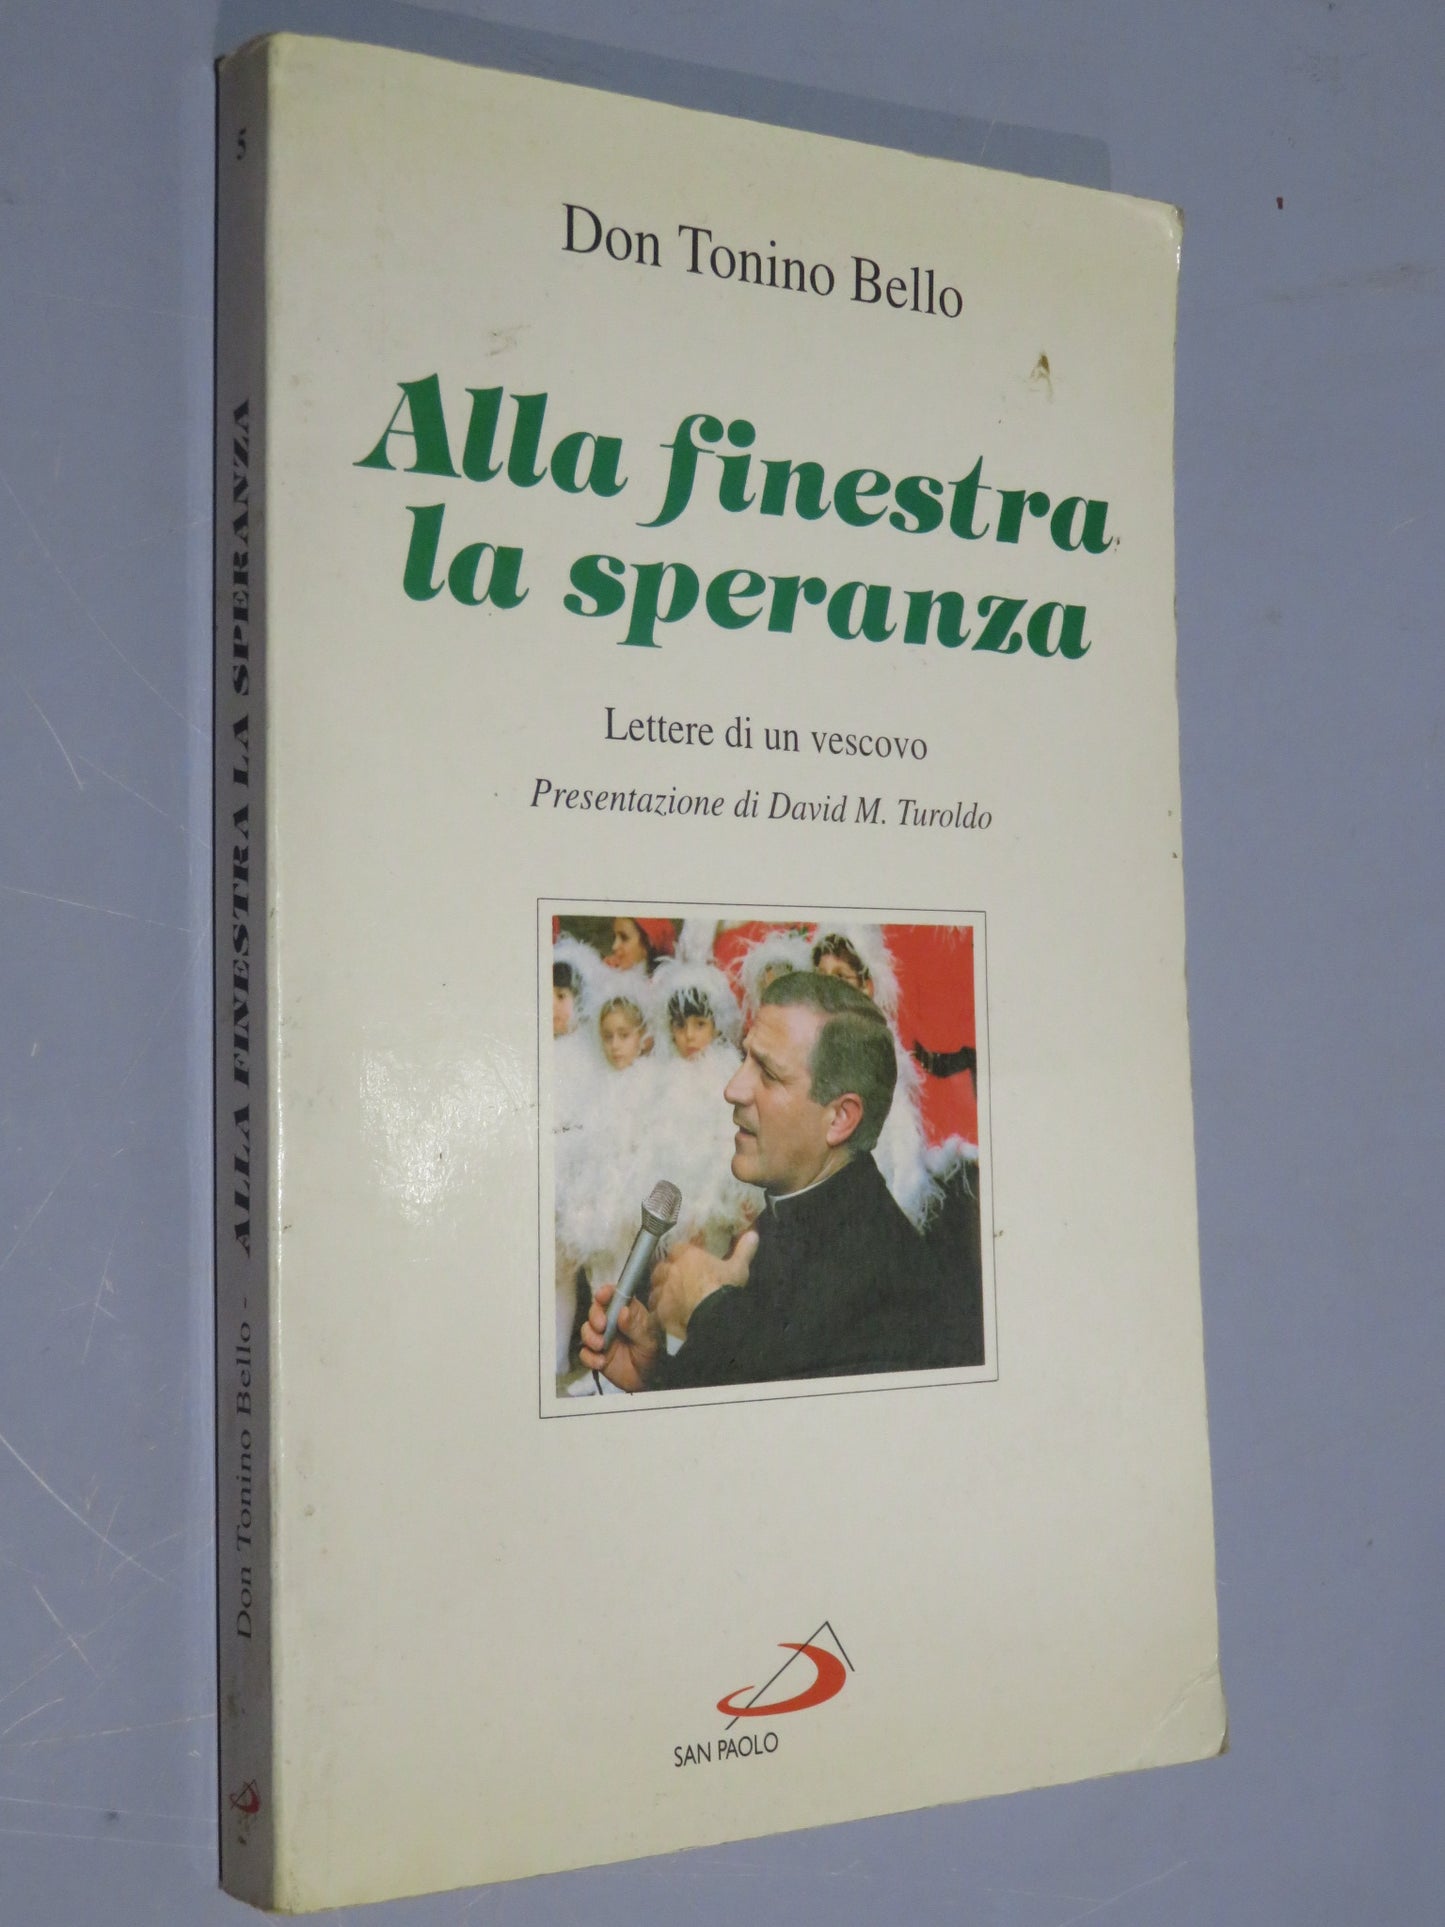 Don Tonino Bello
Alla finestra
la speranza
Lettere di un vescovo
Presentazione di David M. Turoldo
SAN PAOLO
Don Tonino Bello - ALLA FINESTRA LA SPERANZA
5